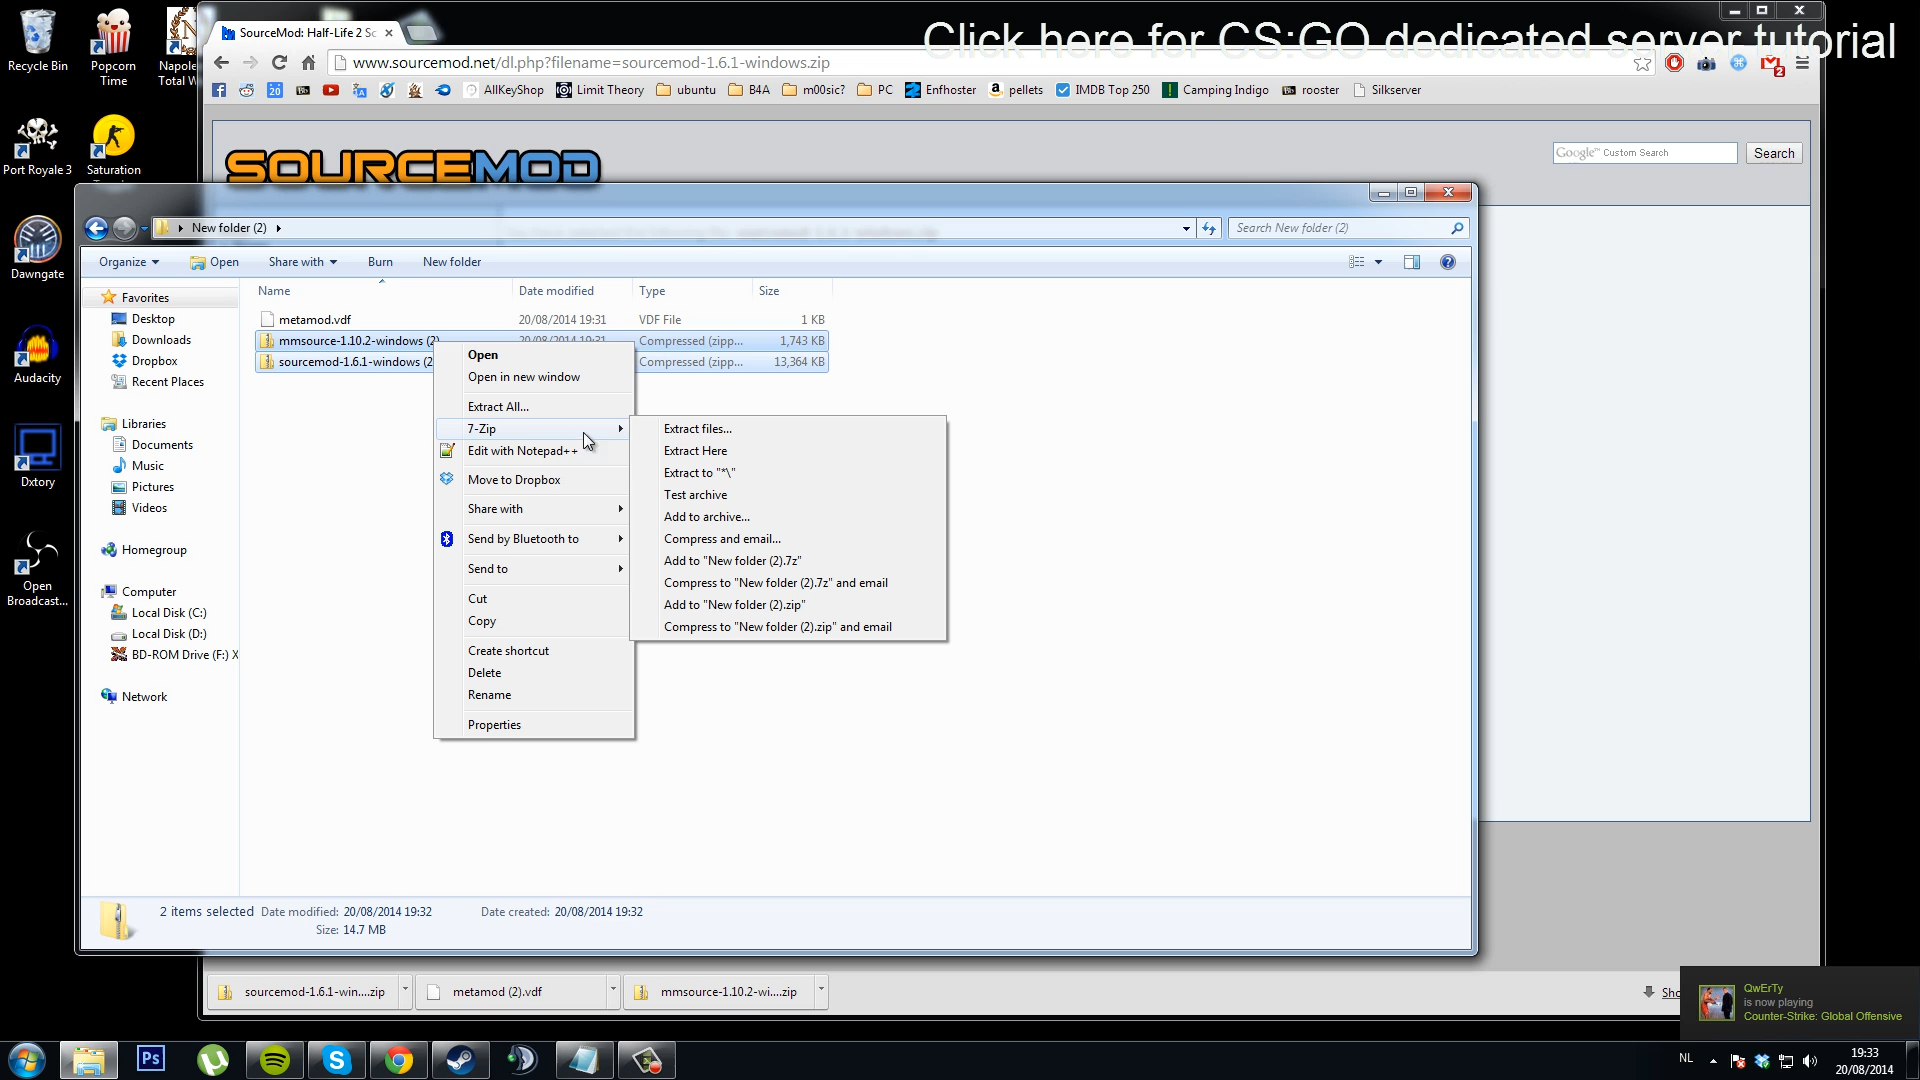 Recycle Bin
Popcorn Time
Napole Total W
Port Royale 3
Saturation
Dawngate
Audacity
Dxtory
Open Broadcast...
SourceMod: Half-Life 2 Sc
Click here for CS:GO dedicated server tutorial
www.sourcemod.net/dl.php?filename=sourcemod-1.6.1-windows.zip
2
20 AllKeyShop Limit Theory ubuntu B4A m00sic? PC Enfhoster pellets IMDB Top 250 Camping Indigo rooster Silkserver
SOURCEMOD
Google™ Custom Search Search
New folder (2)
Search New folder (2)
Organize Open Share with Burn New folder
Name Date modified Type Size
metamod.vdf 20/08/2014 19:31 VDF File 1 KB
mmsource-1.10.2-windows (2) 20/08/2014 19:31 Compressed (zipp... 1,743 KB
sourcemod-1.6.1-windows (2 Compressed (zipp... 13,364 KB
Favorites
Desktop
Downloads
Dropbox
Recent Places
Libraries
Documents
Music
Pictures
Videos
Homegroup
Computer
Local Disk (C:)
Local Disk (D:)
BD-ROM Drive (F:) X
Network
Open
Open in new window
Extract All...
7-Zip
Edit with Notepad++
Move to Dropbox
Share with
Send by Bluetooth to
Send to
Cut
Copy
Create shortcut
Delete
Rename
Properties
Extract files...
Extract Here
Extract to "*\"
Test archive
Add to archive...
Compress and email...
Add to "New folder (2).7z"
Compress to "New folder (2).7z" and email
Add to "New folder (2).zip"
Compress to "New folder (2).zip" and email
2 items selected Date modified: 20/08/2014 19:32 Date created: 20/08/2014 19:32
Size: 14.7 MB
sourcemod-1.6.1-win....zip metamod (2).vdf mmsource-1.10.2-wi....zip
QwErTy
is now playing
Counter-Strike: Global Offensive
Ps
NL
19:33
20/08/2014